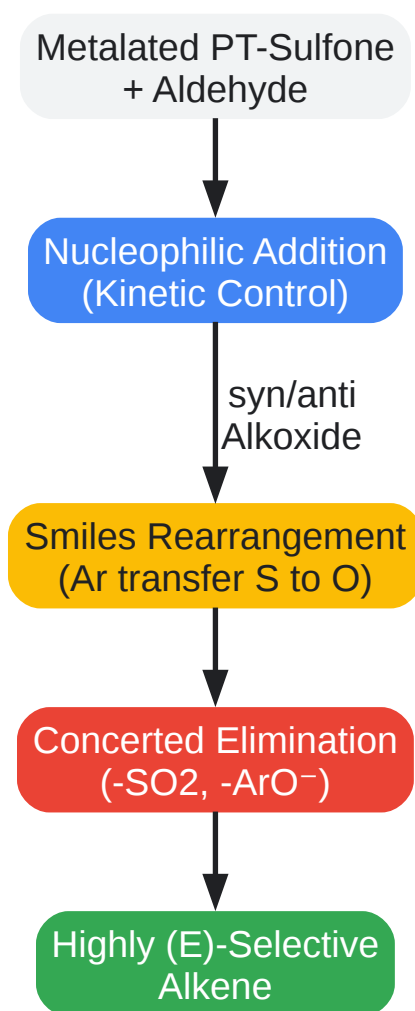 Metalated PT-Sulfone
+ Aldehyde
Nucleophilic Addition
(Kinetic Control)
syn/anti
Alkoxide
Smiles Rearrangement
(Ar transfer S to O)
Concerted Elimination
(-SO2, -ArO⁻)
Highly (E)-Selective
Alkene